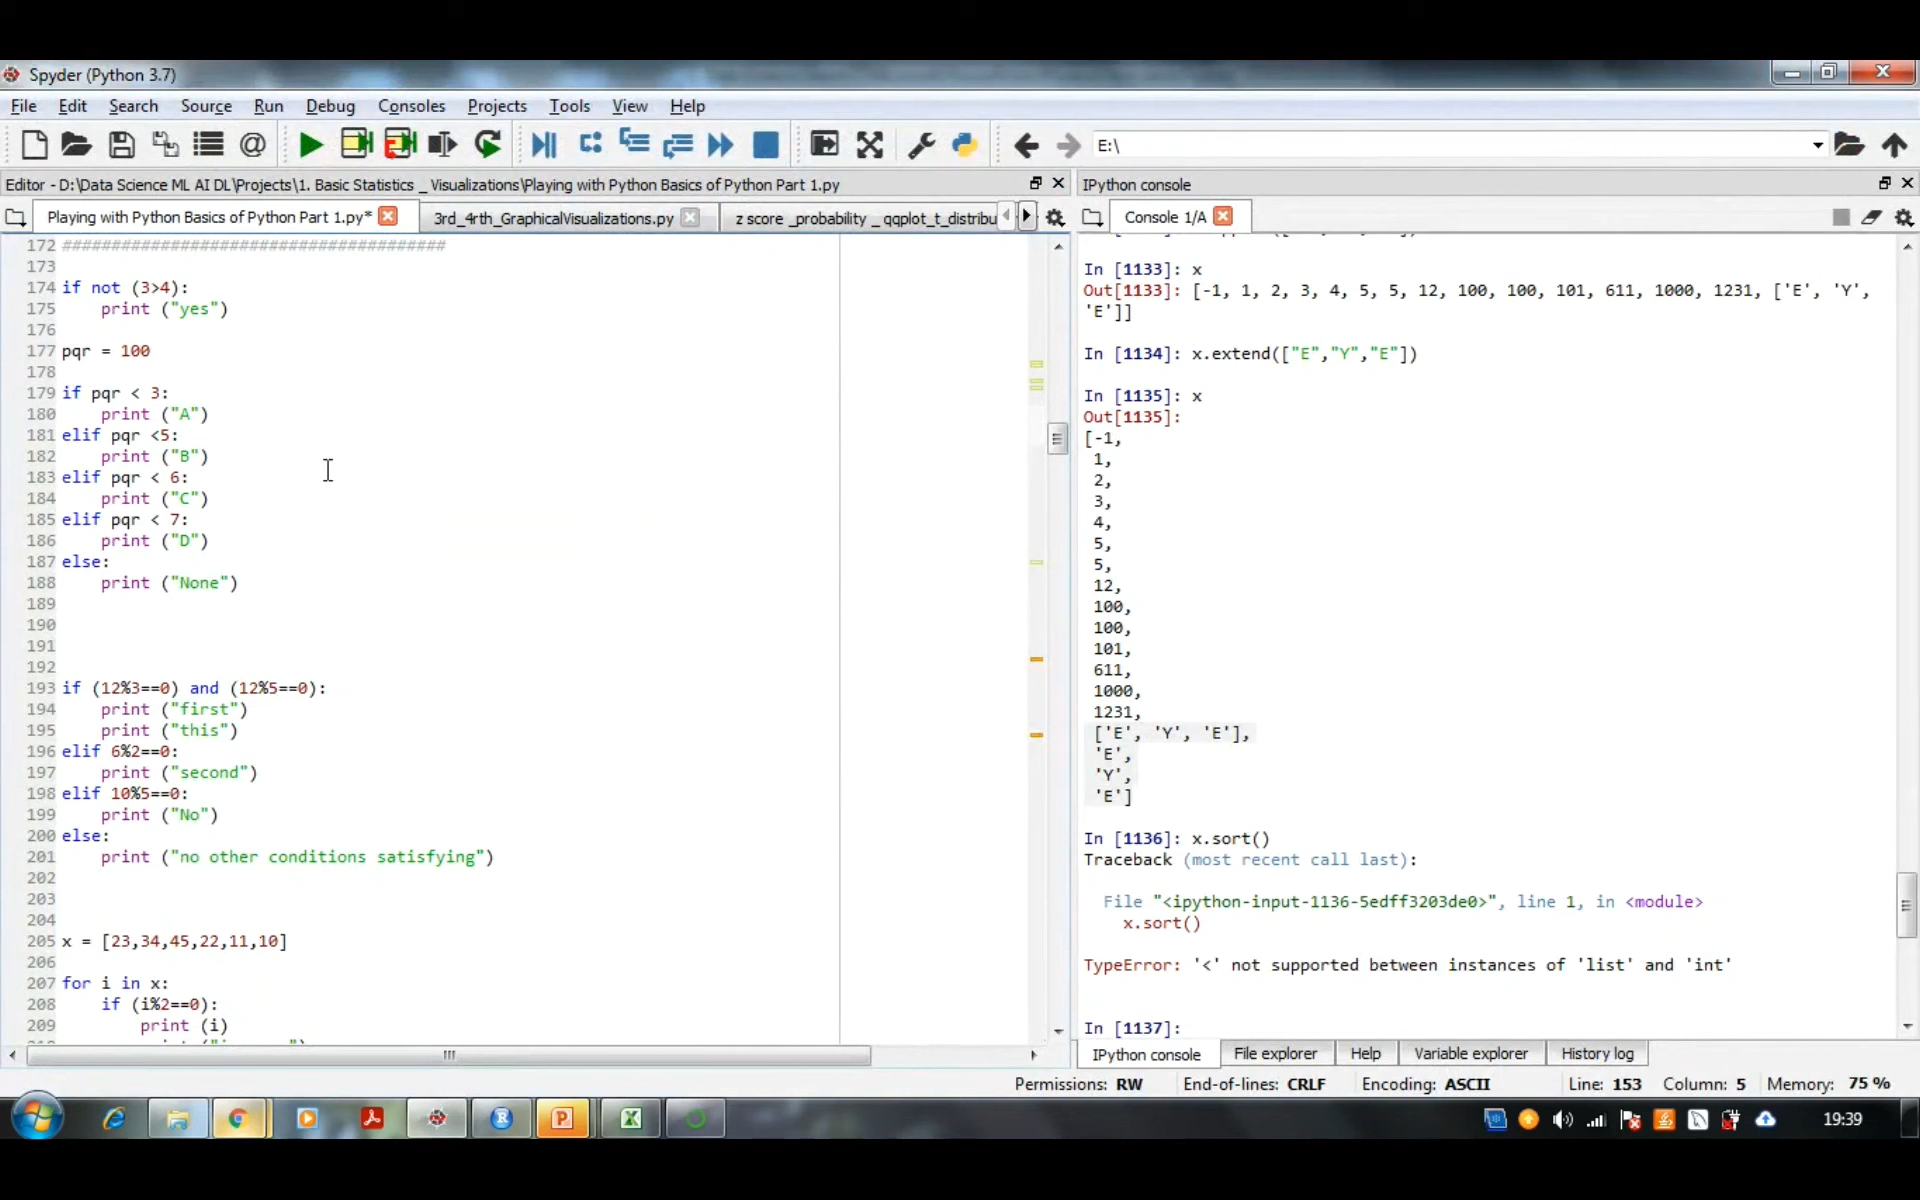 Spyder (Python 3.7)
File Edit Search Source Run Debug Consoles Projects Tools View Help
E:\
Editor - D:\Data Science ML AI DL\Projects\1. Basic Statistics _ Visualizations\Playing with Python Basics of Python Part 1.py
Playing with Python Basics of Python Part 1.py*
3rd_4rth_GraphicalVisualizations.py
z score _probability _ qqplot_t_distribu
172 #######################################
173
174 if not (3>4):
175     print ("yes")
176
177 pqr = 100
178
179 if pqr < 3:
180     print ("A")
181 elif pqr <5:
182     print ("B")
183 elif pqr < 6:
184     print ("C")
185 elif pqr < 7:
186     print ("D")
187 else:
188     print ("None")
189
190
191
192
193 if (12%3==0) and (12%5==0):
194     print ("first")
195     print ("this")
196 elif 6%2==0:
197     print ("second")
198 elif 10%5==0:
199     print ("No")
200 else:
201     print ("no other conditions satisfying")
202
203
204
205 x = [23,34,45,22,11,10]
206
207 for i in x:
208     if (i%2==0):
209         print (i)
IPython console
Console 1/A
In [1133]: x
Out[1133]: [-1, 1, 2, 3, 4, 5, 5, 12, 100, 100, 101, 611, 1000, 1231, ['E', 'Y',
'E']]
In [1134]: x.extend(["E","Y","E"])
In [1135]: x
Out[1135]:
[-1,
1,
2,
3,
4,
5,
5,
12,
100,
100,
101,
611,
1000,
1231,
['E', 'Y', 'E'],
'E',
'Y',
'E']
In [1136]: x.sort()
Traceback (most recent call last):
File "<ipython-input-1136-5edff3203de0>", line 1, in <module>
x.sort()
TypeError: '<' not supported between instances of 'list' and 'int'
In [1137]:
IPython console File explorer Help Variable explorer History log
Permissions: RW End-of-lines: CRLF Encoding: ASCII Line: 153 Column: 5 Memory: 75 %
19:39